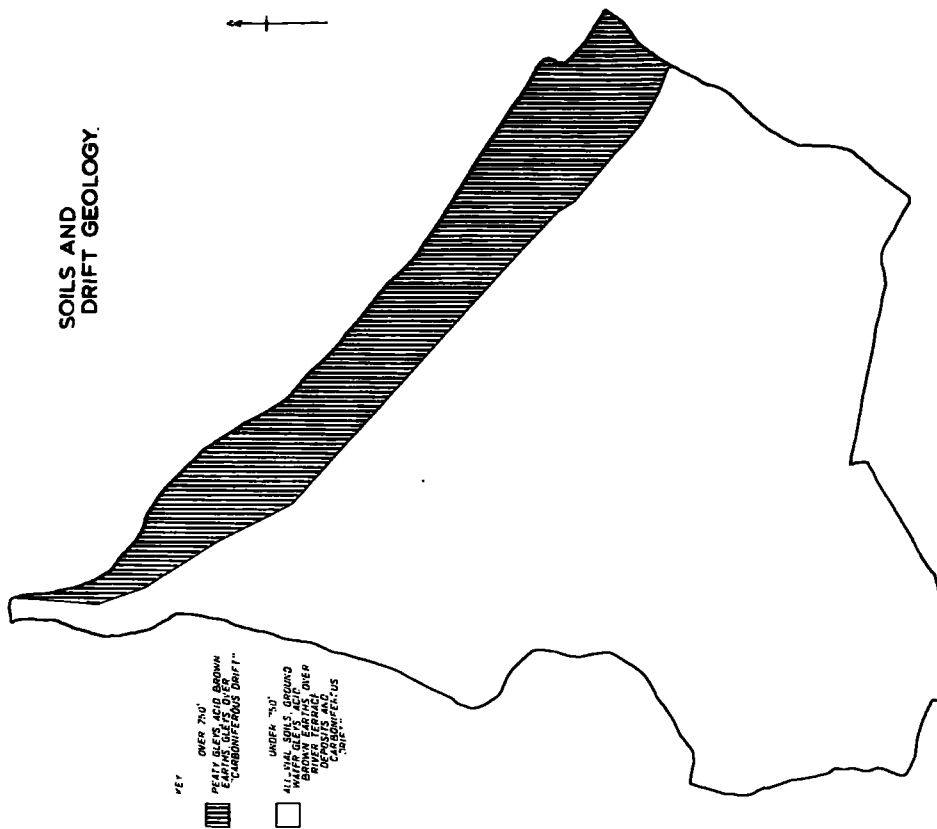 SOILS AND
DRIFT GEOLOGY.
KEY
OVER 750'
PEATY GLEYS, ACID BROWN
EARTHS, GLEYS, OVER
"CARBONIFEROUS DRIFT"
UNDER 750'
ALLUVIAL SOILS, GROUND
WATER GLEYS, ACID
BROWN EARTHS OVER
RIVER TERRACE
DEPOSITS AND
CARBONIFEROUS
DRIFT"